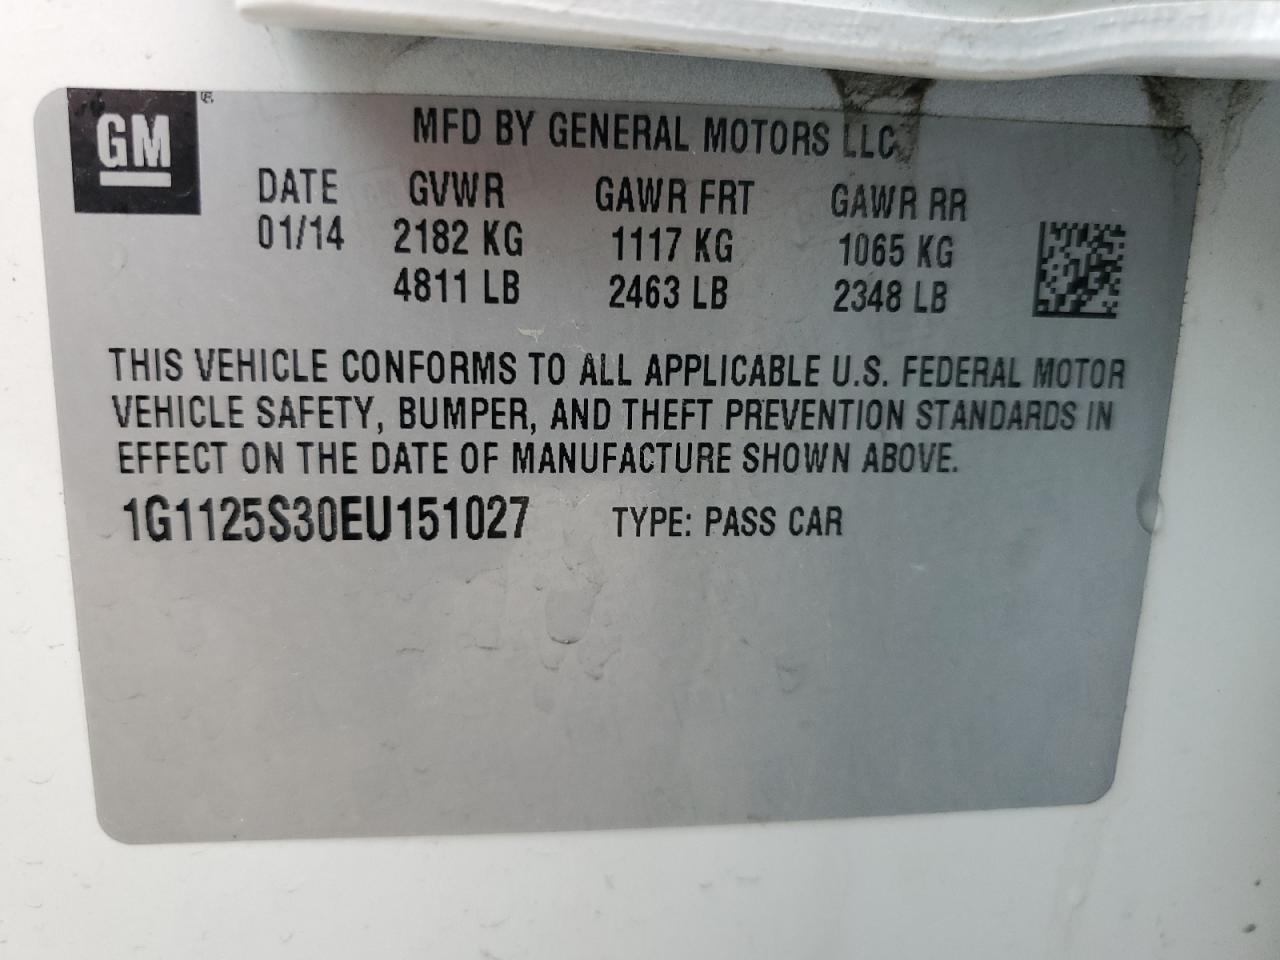 GM
MFD BY GENERAL MOTORS LLC
DATE GVWR GAWR FRT GAWR RR
01/14 2182 KG 1117 KG 1065 KG
4811 LB 2463 LB 2348 LB
THIS VEHICLE CONFORMS TO ALL APPLICABLE U.S. FEDERAL MOTOR
VEHICLE SAFETY, BUMPER, AND THEFT PREVENTION STANDARDS IN
EFFECT ON THE DATE OF MANUFACTURE SHOWN ABOVE.
1G1125S30EU151027 TYPE: PASS CAR